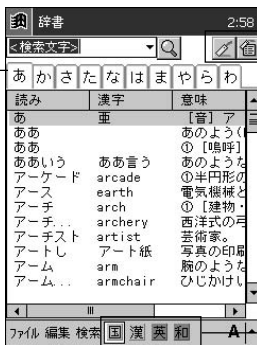 辞書 2:58
<検索文字>
あ か さ た な は ま や ら わ
読み 漢字 意味
あ 亜 [音] ア
ああ あのよう(
ああ ① [嗚呼]
ああいう ああ言う あのような
アーケード arcade ①半円形の
アース earth 電気機械と
アーチ arch ① [建物・
アーチ... archery 西洋式の弓
アーチスト artist 芸術家。
アートし アート紙 写真の印刷
アーム arm 腕のような
アーム... armchair ひじかけい
ファイル 編集 検索 国 漢 英 和 A